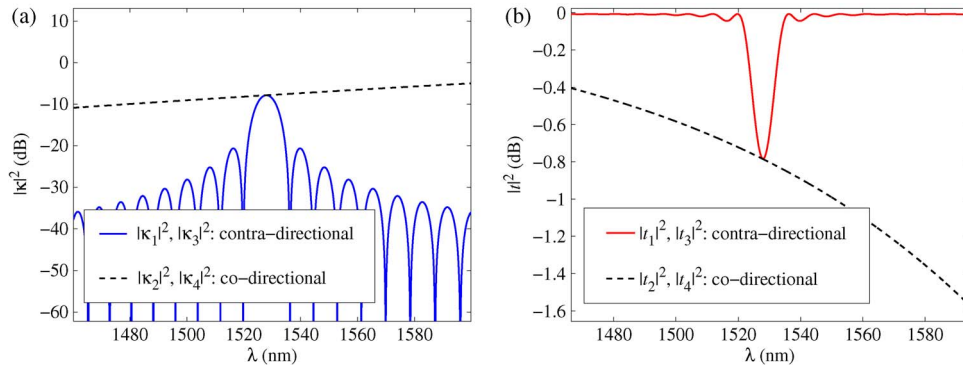 (a)
10
0
−10
−20
−30
−40
−50
−60
|κ|² (dB)
|κ₁|², |κ₃|²: contra-directional
|κ₂|², |κ₄|²: co-directional
1480 1500 1520 1540 1560 1580
λ (nm)
(b)
0
−0.2
−0.4
−0.6
−0.8
−1
−1.2
−1.4
−1.6
|t|² (dB)
|t₁|², |t₃|²: contra-directional
|t₂|², |t₄|²: co-directional
1480 1500 1520 1540 1560 1580
λ (nm)